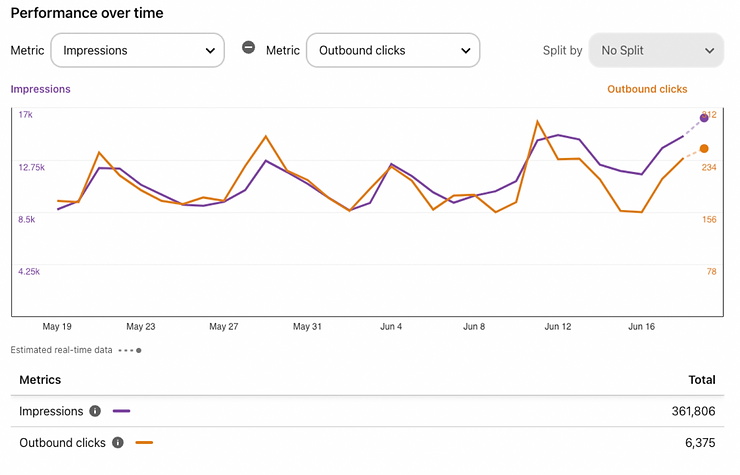 Performance over time
Metric Impressions Metric Outbound clicks Split by No Split
Impressions Outbound clicks
17k 312
12.75k 234
8.5k 156
4.25k 78
May 19 May 23 May 27 May 31 Jun 4 Jun 8 Jun 12 Jun 16
Estimated real-time data
Metrics Total
Impressions 361,806
Outbound clicks 6,375